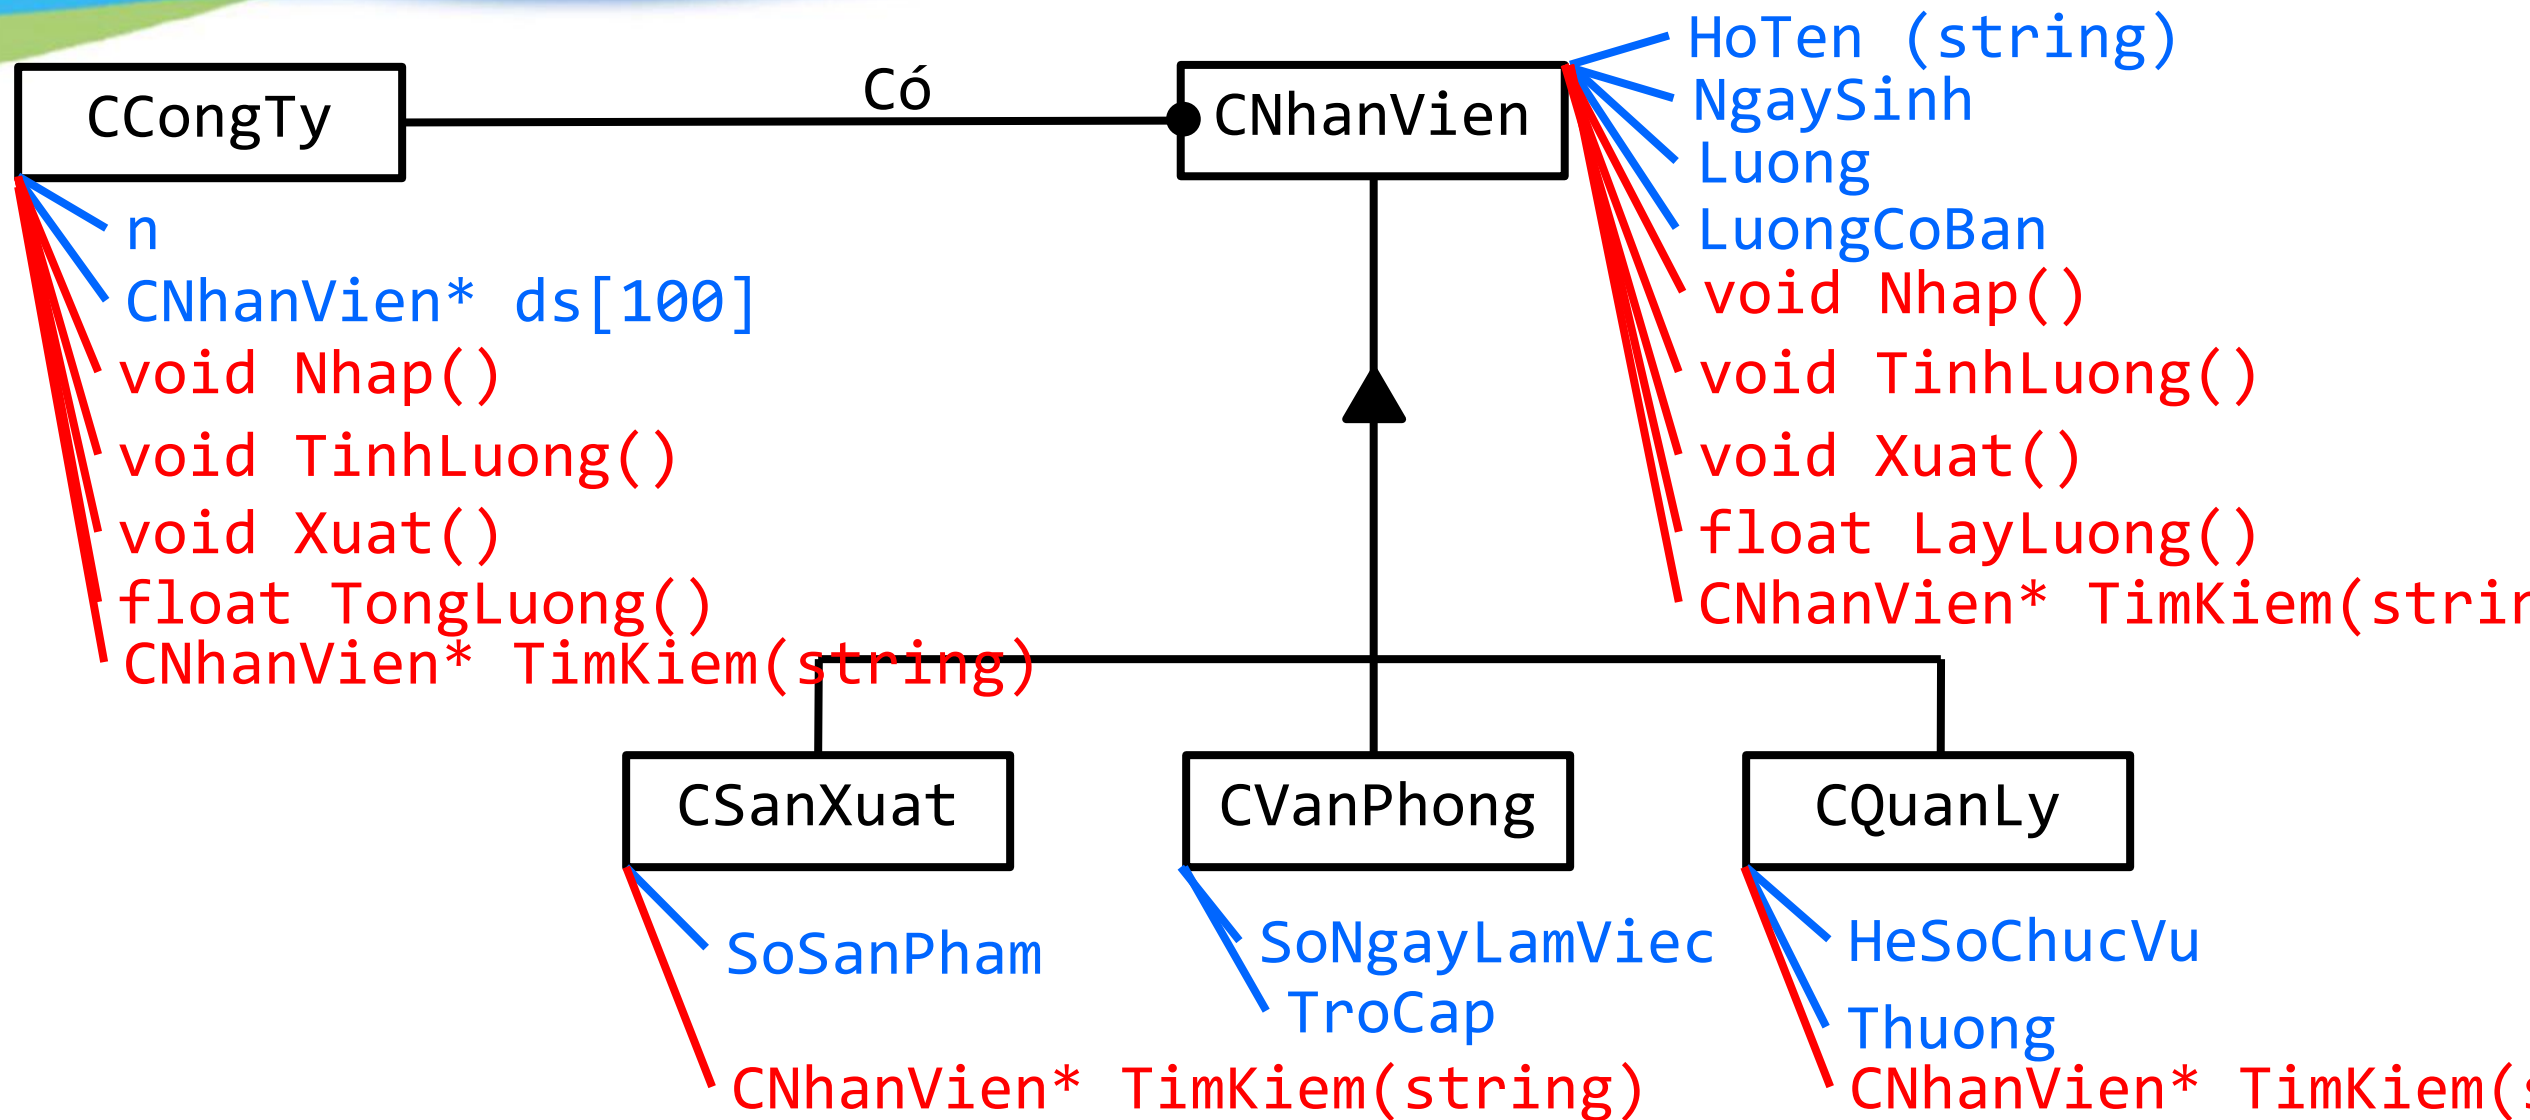 CCongTy
n
CNhanVien* ds[100]
void Nhap()
void TinhLuong()
void Xuat()
float TongLuong()
CNhanVien* TimKiem(string)
Có
CNhanVien
HoTen (string)
NgaySinh
Luong
LuongCoBan
void Nhap()
void TinhLuong()
void Xuat()
float LayLuong()
CNhanVien* TimKiem(strin
CSanXuat
SoSanPham
CNhanVien* TimKiem(string)
CVanPhong
SoNgayLamViec
TroCap
CQuanLy
HeSoChucVu
Thuong
CNhanVien* TimKiem(s